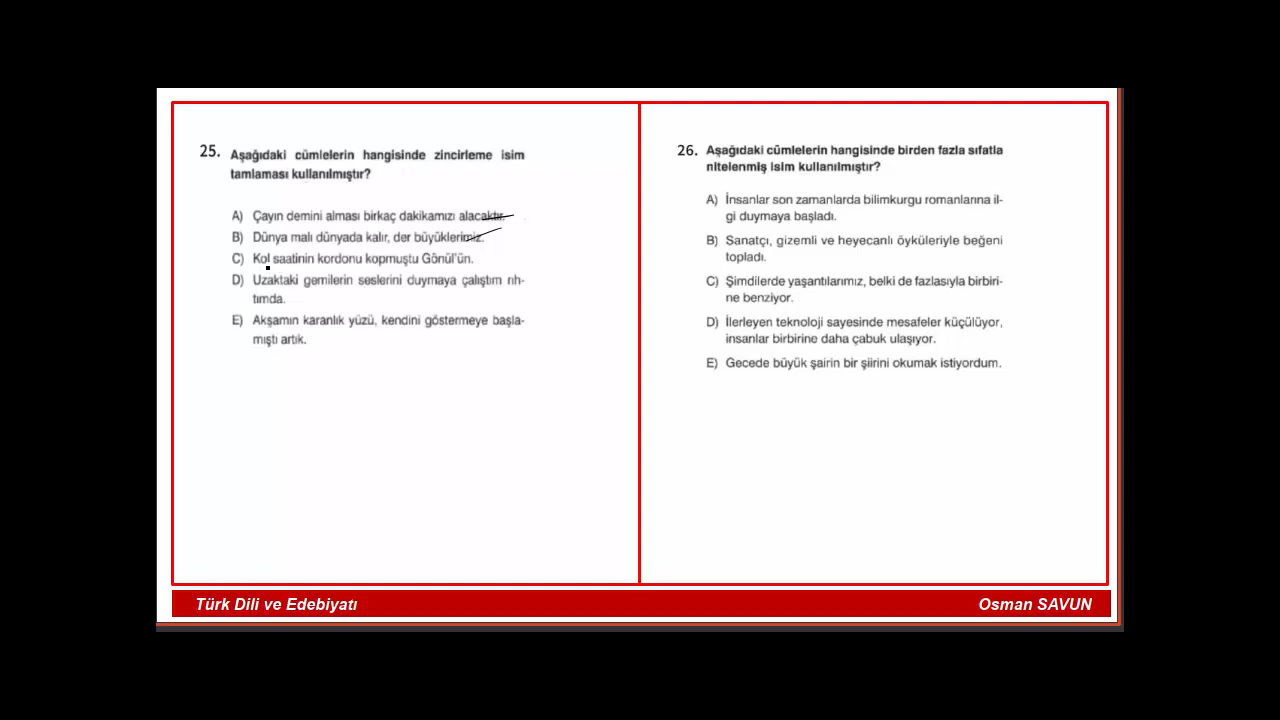 25. Aşağıdaki cümlelerin hangisinde zincirleme isim
tamlaması kullanılmıştır?
A) Çayın demini alması birkaç dakikamızı alacaktır.
B) Dünya malı dünyada kalır, der büyüklerimiz.
C) Kol saatinin kordonu kopmuştu Gönül'ün.
D) Uzaktaki gemilerin seslerini duymaya çalıştım rıh-
tımda.
E) Akşamın karanlık yüzü, kendini göstermeye başla-
mıştı artık.
26. Aşağıdaki cümlelerin hangisinde birden fazla sıfatla
nitelenmiş isim kullanılmıştır?
A) İnsanlar son zamanlarda bilimkurgu romanlarına il-
gi duymaya başladı.
B) Sanatçı, gizemli ve heyecanlı öyküleriyle beğeni
topladı.
C) Şimdilerde yaşantılarımız, belki de fazlasıyla birbiri-
ne benziyor.
D) İlerleyen teknoloji sayesinde mesafeler küçülüyor,
insanlar birbirine daha çabuk ulaşıyor.
E) Gecede büyük şairin bir şiirini okumak istiyordum.
Türk Dili ve Edebiyatı
Osman SAVUN